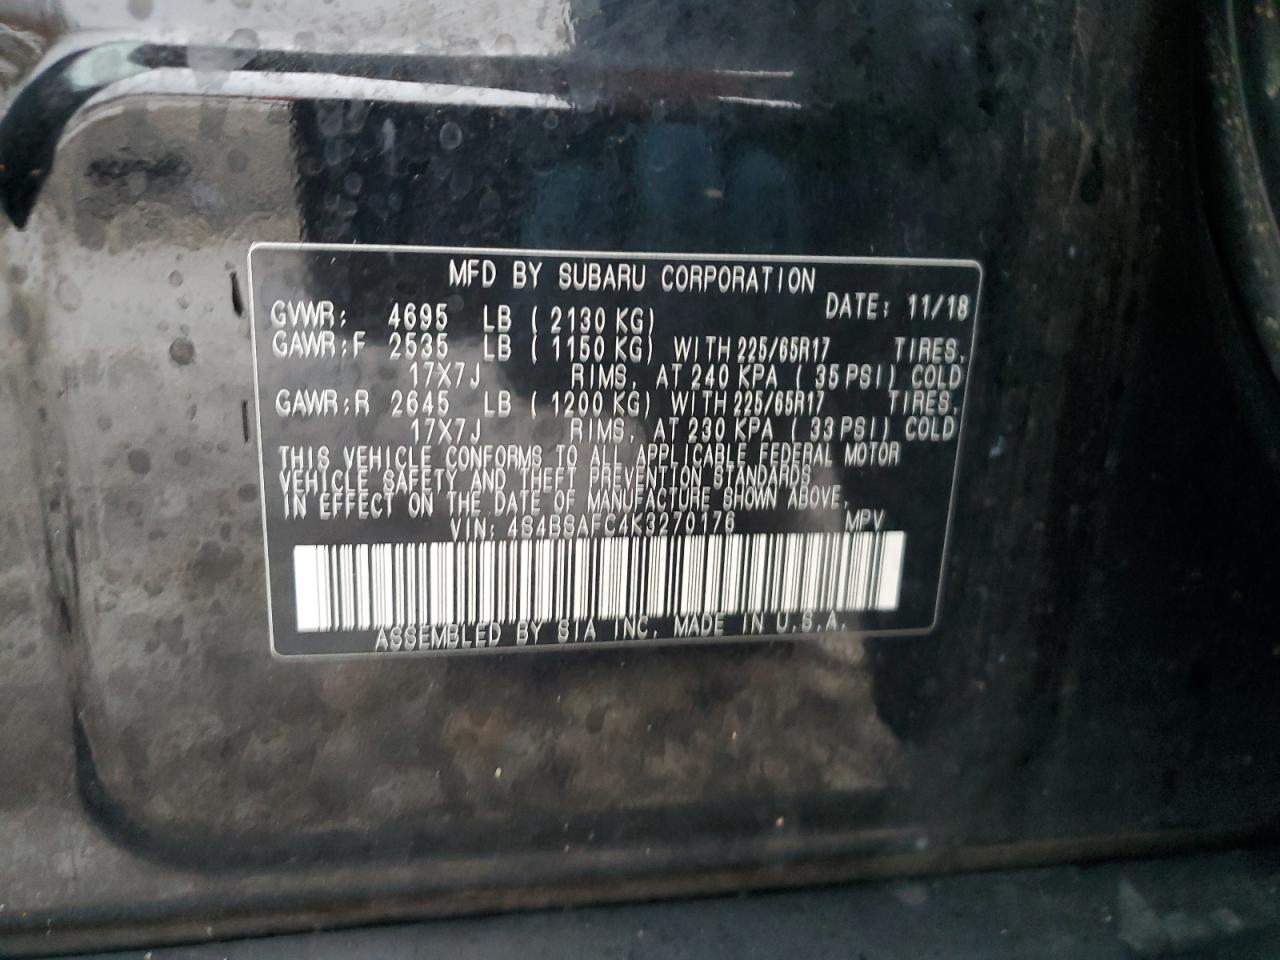 MFD BY SUBARU CORPORATION
DATE: 11/18
GVWR: 4695 LB ( 2130 KG)
GAWR:F 2535 LB ( 1150 KG) WITH 225/65R17 TIRES,
17X7J RIMS, AT 240 KPA ( 35 PSI) COLD
GAWR:R 2645 LB ( 1200 KG) WITH 225/65R17 TIRES,
17X7J RIMS, AT 230 KPA ( 33 PSI) COLD
THIS VEHICLE CONFORMS TO ALL APPLICABLE FEDERAL MOTOR
VEHICLE SAFETY AND THEFT PREVENTION STANDARDS
IN EFFECT ON THE DATE OF MANUFACTURE SHOWN ABOVE.
VIN: 4S4BSAFC4K3270176 MPV
ASSEMBLED BY SIA INC. MADE IN U.S.A.